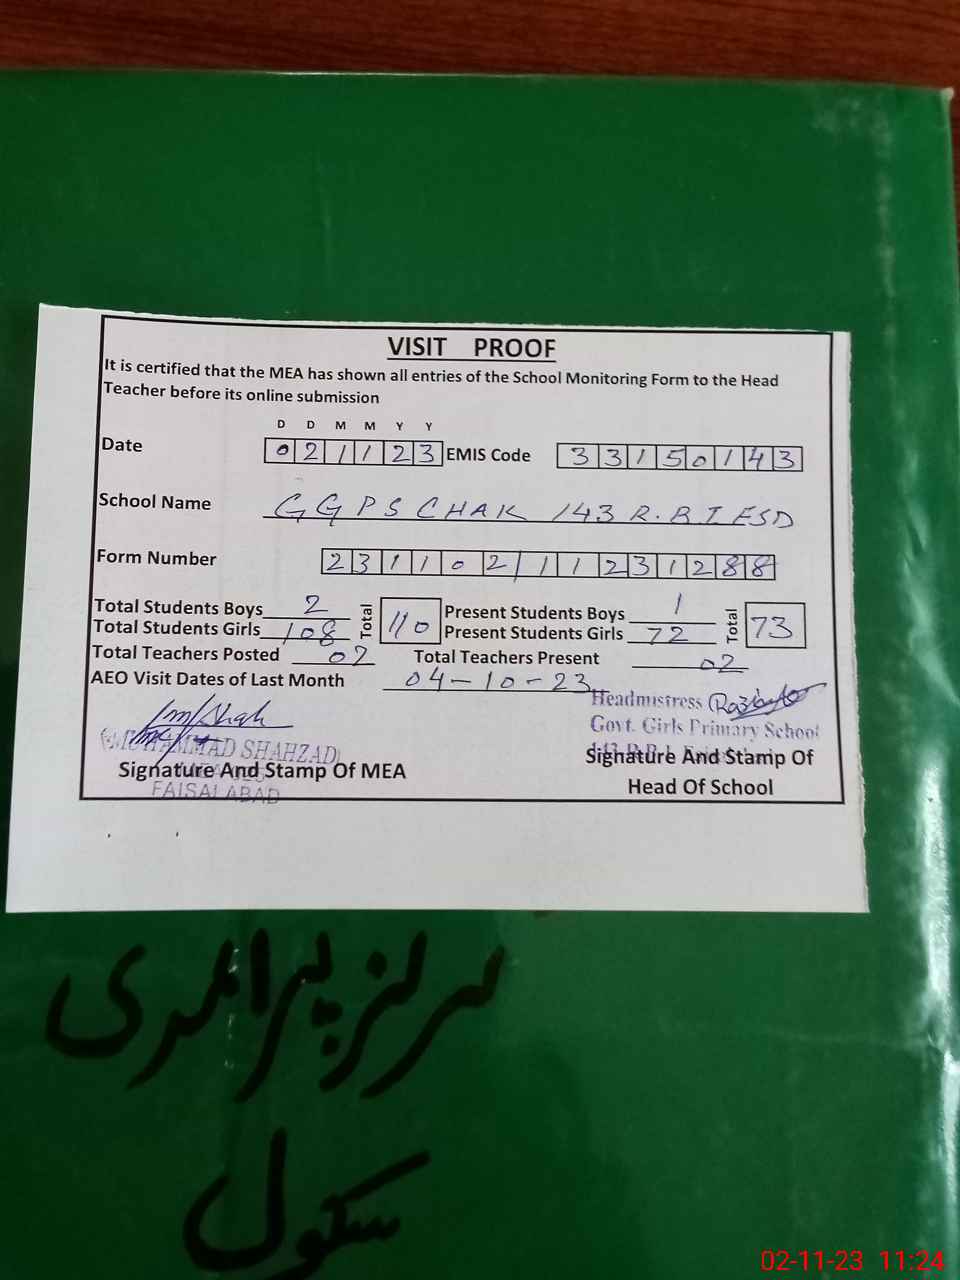 VISIT PROOF
It is certified that the MEA has shown all entries of the School Monitoring Form to the Head
Teacher before its online submission
D D M M Y Y
Date 0 2 1 1 2 3 EMIS Code 3 3 1 5 0 1 4 3
School Name GGPS CHAK 143 R.B I FSD
Form Number 2 3 1 1 0 2 1 1 1 2 3 1 2 8 8
Total Students Boys 2 Total 110 Present Students Boys 1 Total 73
Total Students Girls 108 Present Students Girls 72
Total Teachers Posted 02 Total Teachers Present 02
AEO Visit Dates of Last Month 04-10-23
Headmistress
Govt. Girls Primary School
MUHAMMAD SHAHZAD
Signature And Stamp Of MEA
FAISALABAD
Signature And Stamp Of
Head Of School
گرلز پرائمری
سکول
02-11-23 11:24